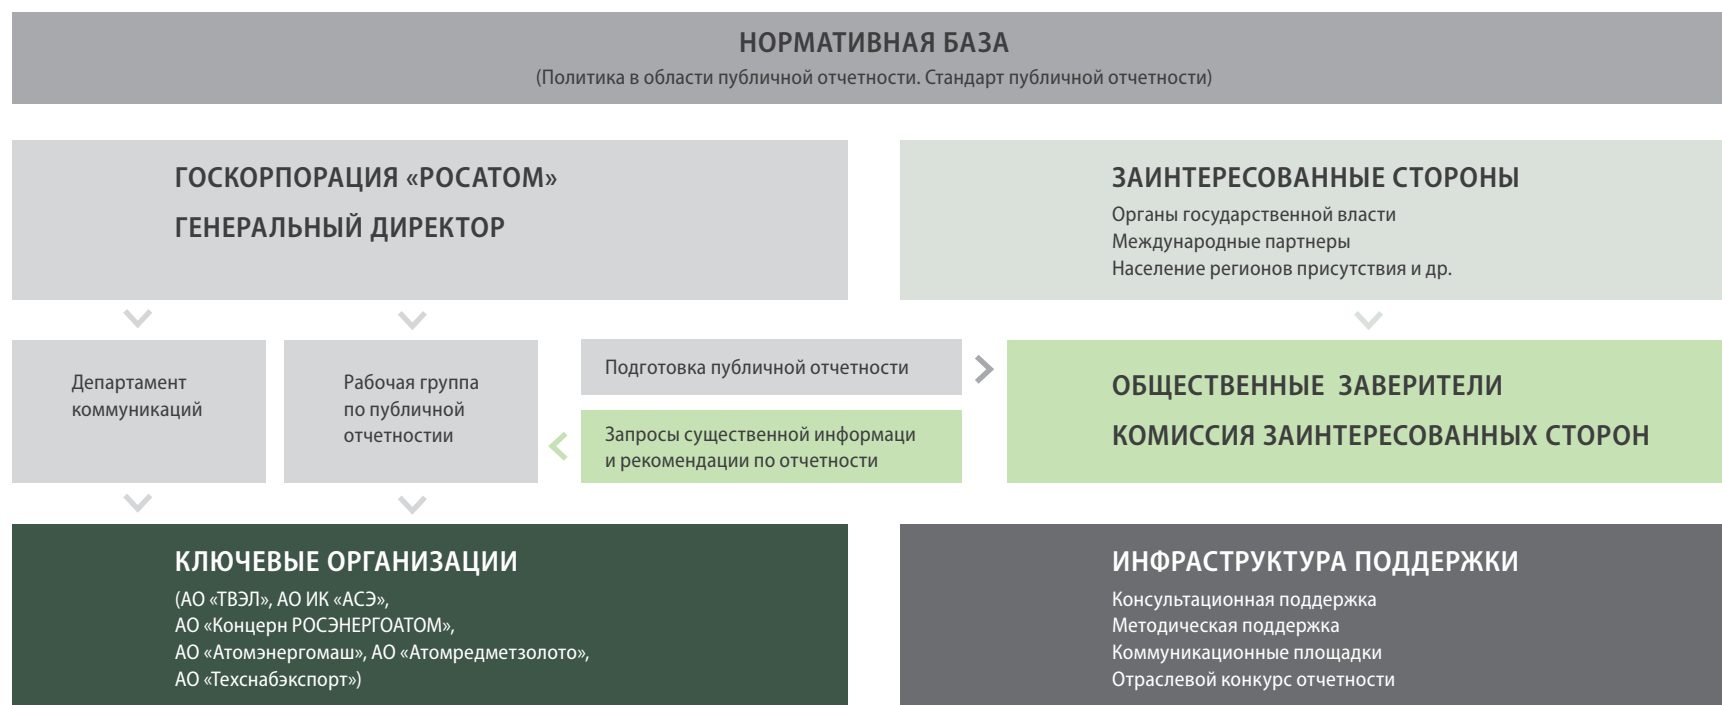 НОРМАТИВНАЯ БАЗА
(Политика в области публичной отчетности. Стандарт публичной отчетности)
ГОСКОРПОРАЦИЯ «РОСАТОМ»
ГЕНЕРАЛЬНЫЙ ДИРЕКТОР
ЗАИНТЕРЕСОВАННЫЕ СТОРОНЫ
Органы государственной власти
Международные партнеры
Население регионов присутствия и др.
Департамент
коммуникаций
Рабочая группа
по публичной
отчетностии
Подготовка публичной отчетности
Запросы существенной информаци
и рекомендации по отчетности
ОБЩЕСТВЕННЫЕ ЗАВЕРИТЕЛИ
КОМИССИЯ ЗАИНТЕРЕСОВАННЫХ СТОРОН
КЛЮЧЕВЫЕ ОРГАНИЗАЦИИ
(АО «ТВЭЛ», АО ИК «АСЭ»,
АО «Концерн РОСЭНЕРГОАТОМ»,
АО «Атомэнергомаш», АО «Атомредметзолото»,
АО «Техснабэкспорт»)
ИНФРАСТРУКТУРА ПОДДЕРЖКИ
Консультационная поддержка
Методическая поддержка
Коммуникационные площадки
Отраслевой конкурс отчетности